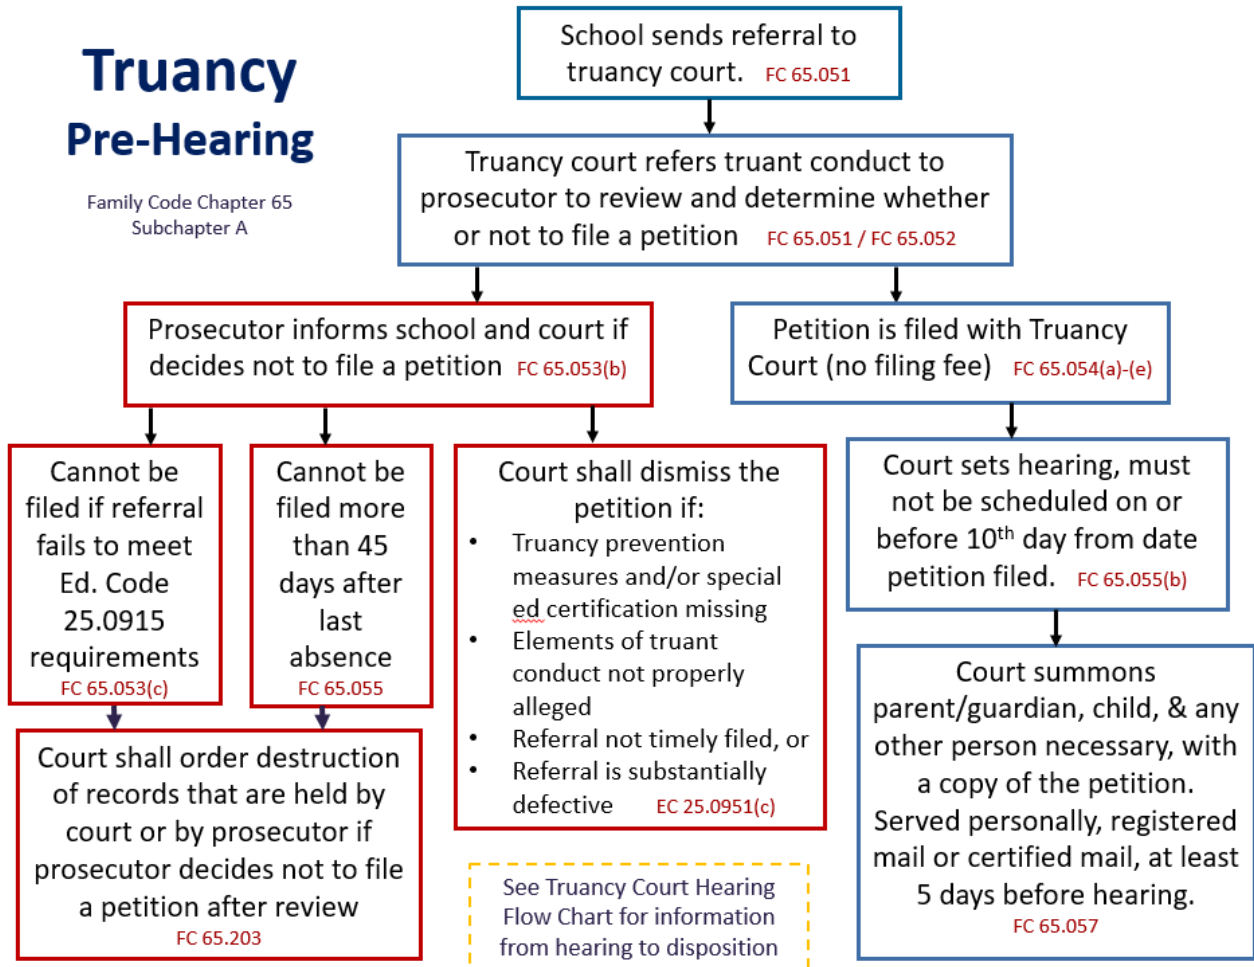 Truancy
Pre-Hearing
Family Code Chapter 65
Subchapter A
School sends referral to
truancy court. FC 65.051
Truancy court refers truant conduct to
prosecutor to review and determine whether
or not to file a petition FC 65.051 / FC 65.052
Prosecutor informs school and court if
decides not to file a petition FC 65.053(b)
Petition is filed with Truancy
Court (no filing fee) FC 65.054(a)-(e)
Cannot be
filed if referral
fails to meet
Ed. Code
25.0915
requirements
FC 65.053(c)
Cannot be
filed more
than 45
days after
last
absence
FC 65.055
Court shall dismiss the
petition if:
• Truancy prevention
measures and/or special
ed certification missing
• Elements of truant
conduct not properly
alleged
• Referral not timely filed, or
• Referral is substantially
defective EC 25.0951(c)
Court sets hearing, must
not be scheduled on or
before 10th day from date
petition filed. FC 65.055(b)
Court shall order destruction
of records that are held by
court or by prosecutor if
prosecutor decides not to file
a petition after review
FC 65.203
Court summons
parent/guardian, child, & any
other person necessary, with
a copy of the petition.
Served personally, registered
mail or certified mail, at least
5 days before hearing.
FC 65.057
See Truancy Court Hearing
Flow Chart for information
from hearing to disposition